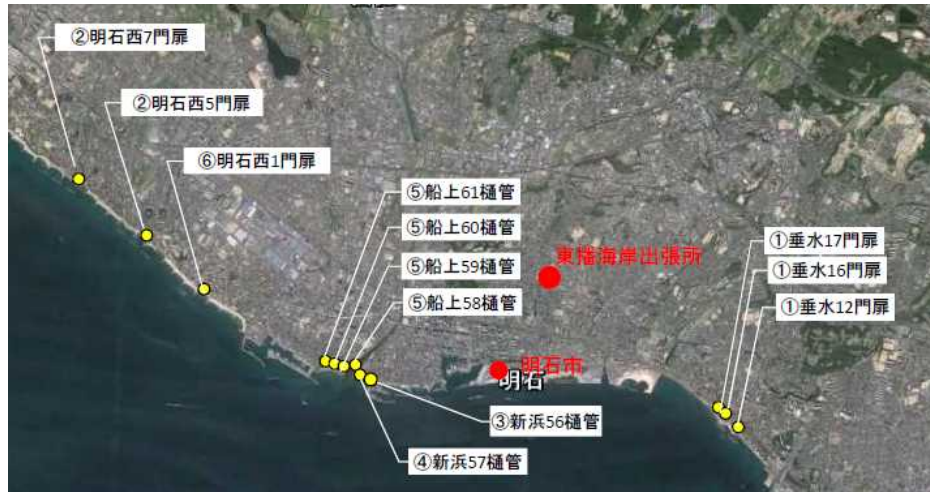 ②明石西7門扉
②明石西5門扉
⑥明石西1門扉
⑤船上61樋管
⑤船上60樋管
⑤船上59樋管
⑤船上58樋管
東播海岸出張所
①垂水17門扉
①垂水16門扉
①垂水12門扉
明石市
明石
③新浜56樋管
④新浜57樋管